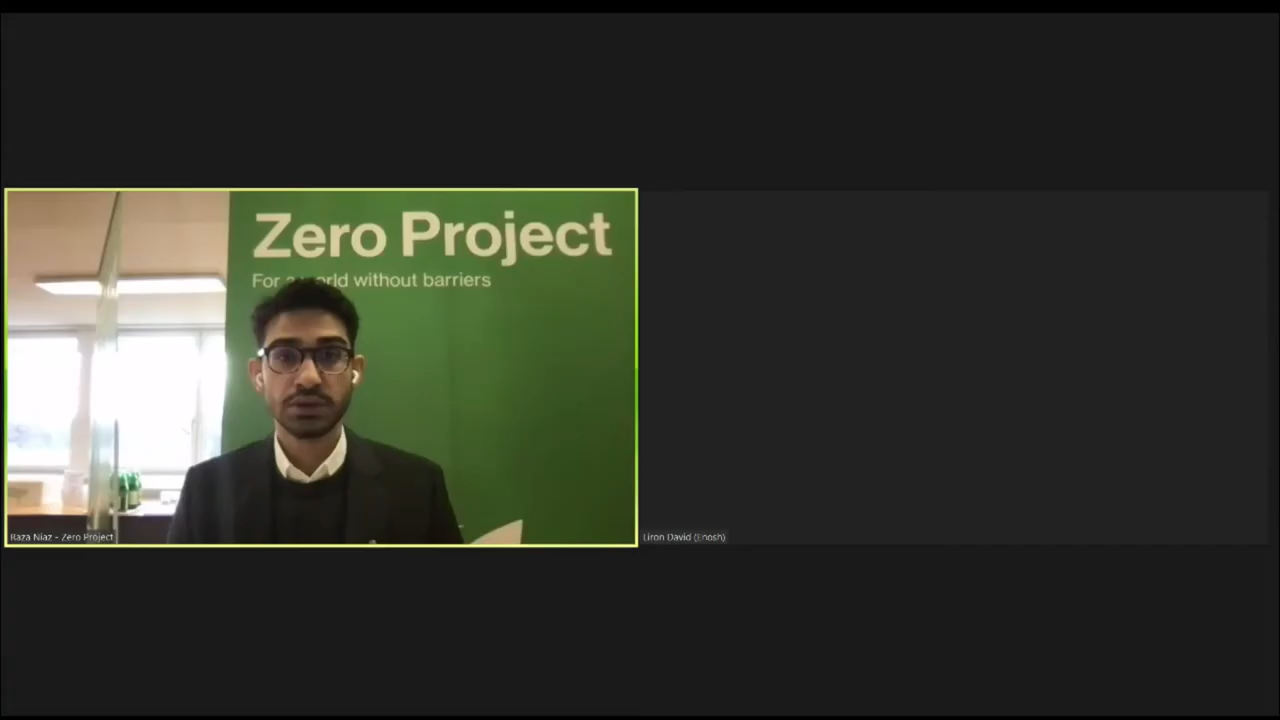 Zero Project
For a world without barriers
Raza Niaz - Zero Project
Liron David (Enosh)